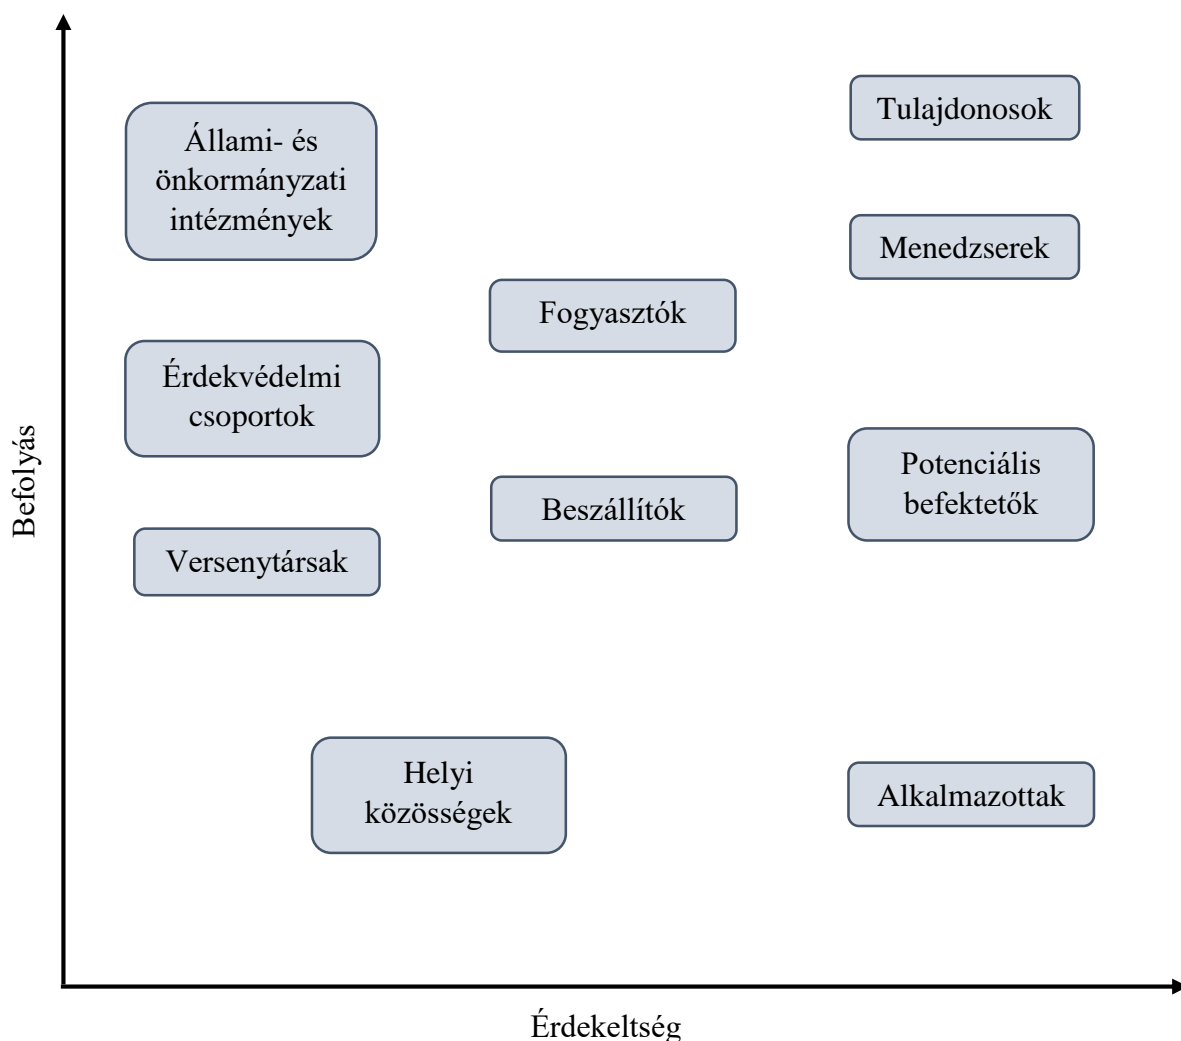 Tulajdonosok
Állami- és
önkormányzati
intézmények
Menedzserek
Fogyasztók
Érdekvédelmi
csoportok
Potenciális
befektetők
Beszállítók
Versenytársak
Befolyás
Helyi
közösségek
Alkalmazottak
Érdekeltség